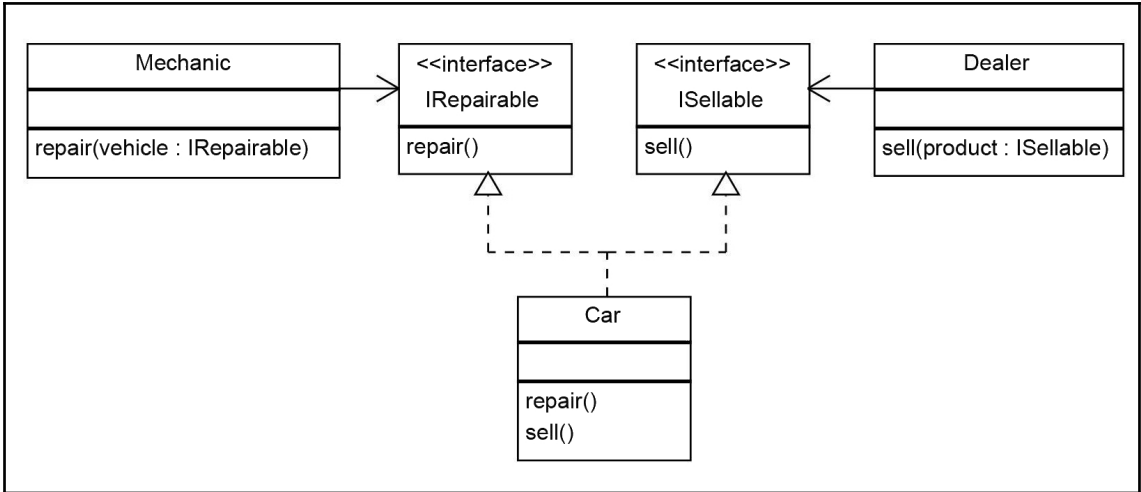 Mechanic
repair(vehicle : IRepairable)
<<interface>>
IRepairable
repair()
<<interface>>
ISellable
sell()
Dealer
sell(product : ISellable)
Car
repair()
sell()